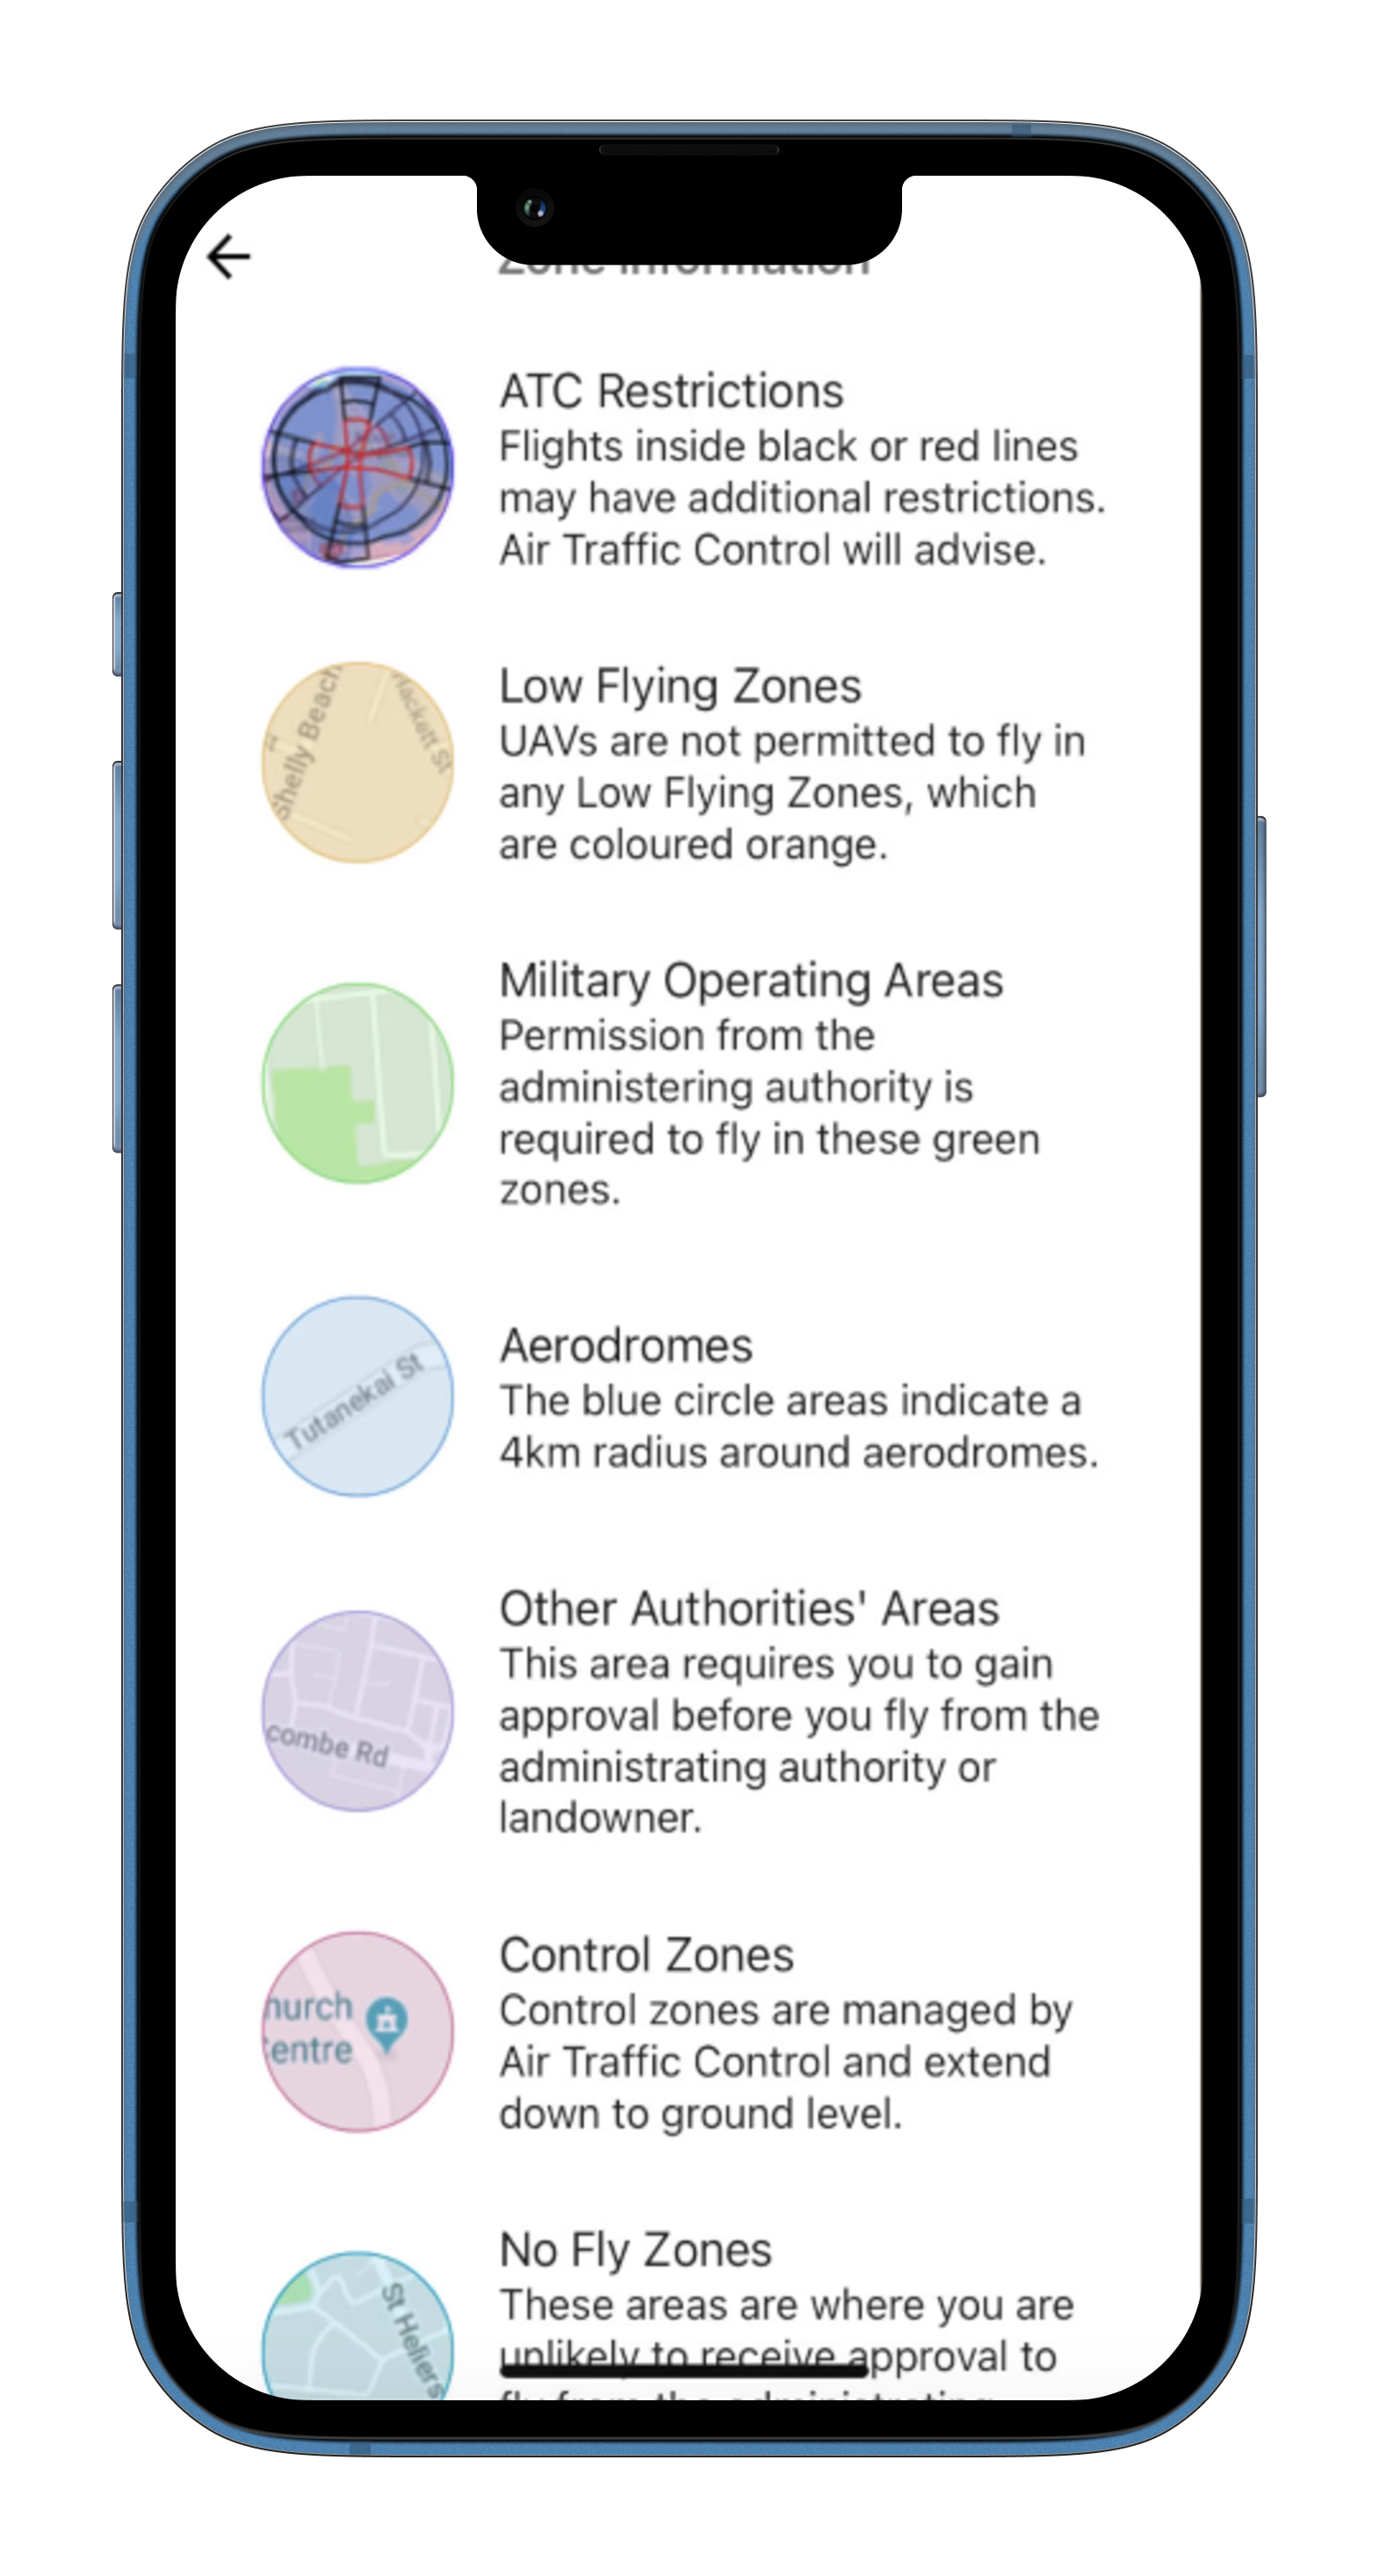 Zone Information
ATC Restrictions
Flights inside black or red lines
may have additional restrictions.
Air Traffic Control will advise.
Shelly Beach
Hackett St
Low Flying Zones
UAVs are not permitted to fly in
any Low Flying Zones, which
are coloured orange.
Military Operating Areas
Permission from the
administering authority is
required to fly in these green
zones.
Tutanekai St
Aerodromes
The blue circle areas indicate a
4km radius around aerodromes.
combe Rd
Other Authorities' Areas
This area requires you to gain
approval before you fly from the
administrating authority or
landowner.
hurch
entre
Control Zones
Control zones are managed by
Air Traffic Control and extend
down to ground level.
St Heliers
No Fly Zones
These areas are where you are
unlikely to receive approval to
fly from the administrating